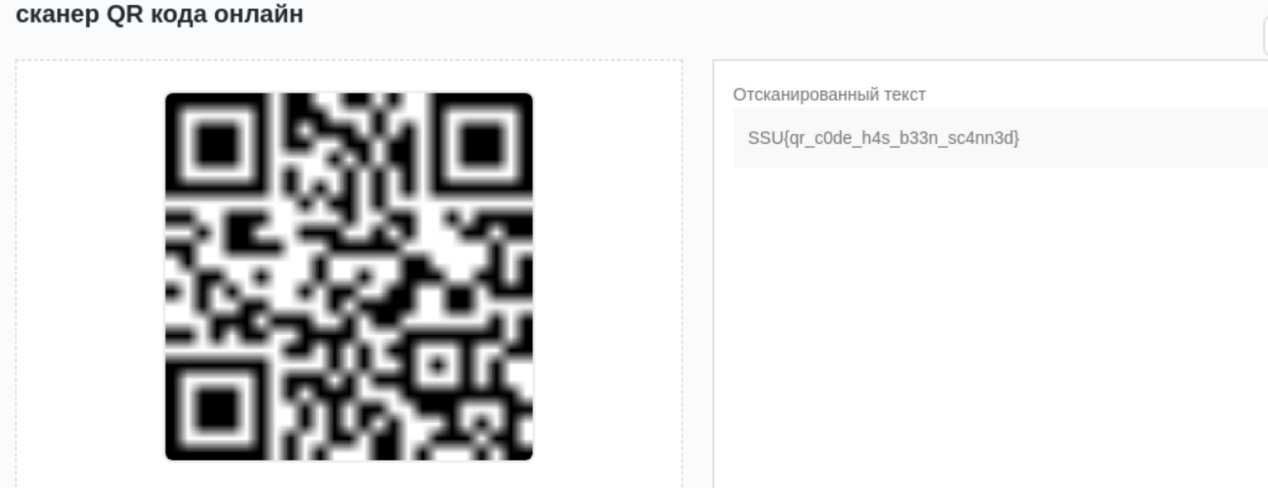 сканер QR кода онлайн
Отсканированный текст
SSU{qr_c0de_h4s_b33n_sc4nn3d}